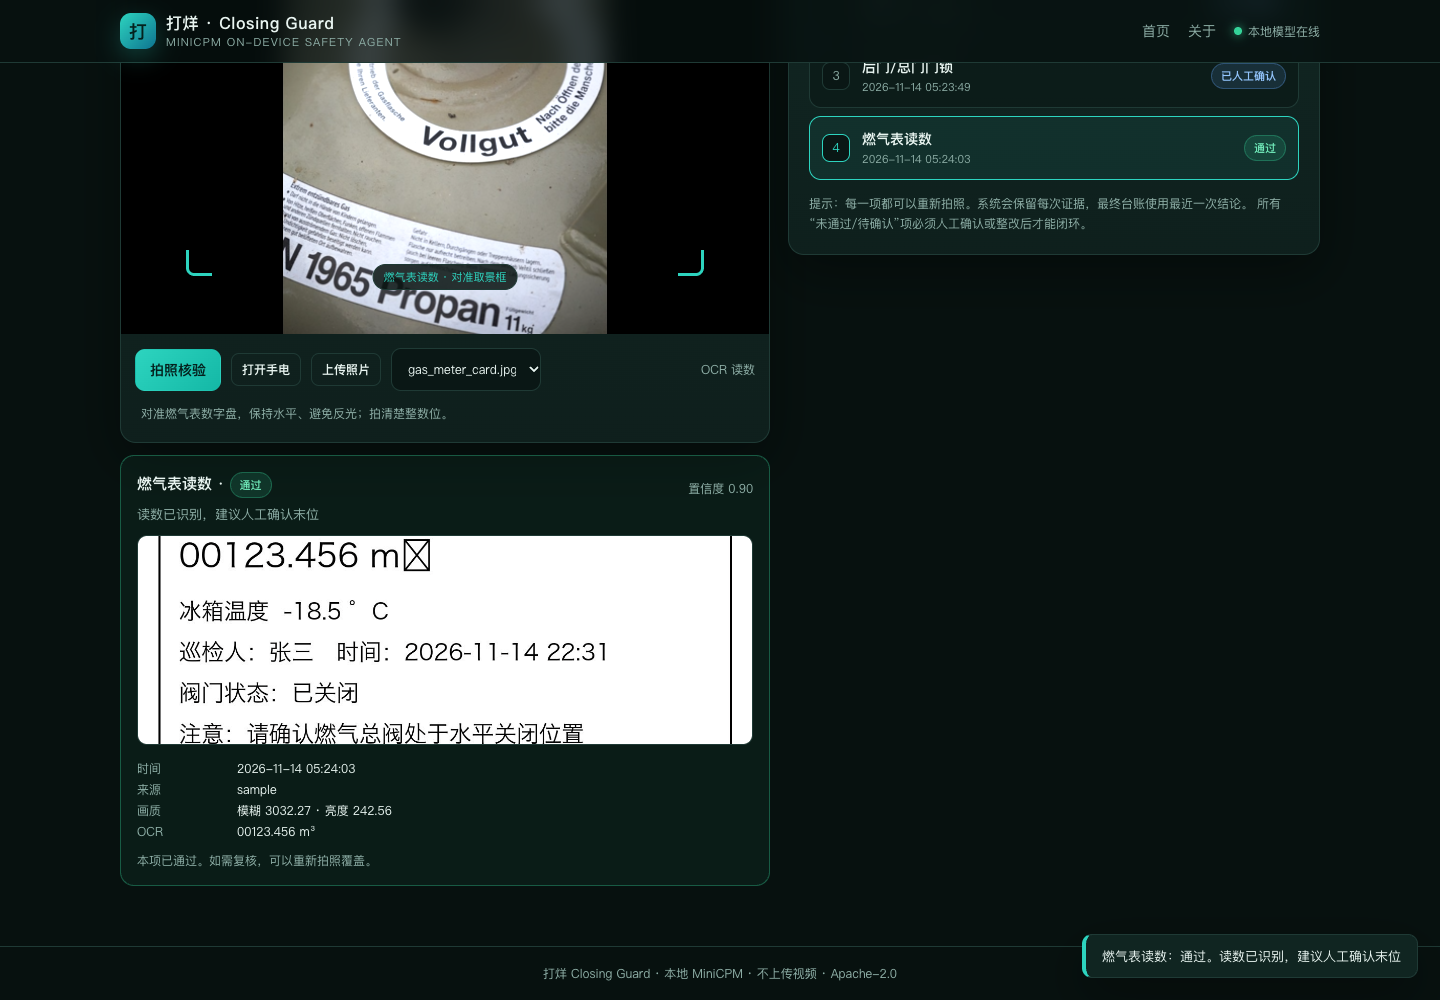 打
打烊 · Closing Guard
MINICPM ON-DEVICE SAFETY AGENT
首页
关于
本地模型在线
Vollgut
Nach Öffnen de
bitte die Mansch
der Gasflasche
Ihren Lieferanten.
Extrem entzündbares Gas
N 1965 Propan 11 kg
燃气表读数 · 对准取景框
拍照核验
打开手电
上传照片
gas_meter_card.jpg
OCR 读数
对准燃气表数字盘，保持水平、避免反光；拍清楚整数位。
3
后门/总门门锁
2026-11-14 05:23:49
已人工确认
4
燃气表读数
2026-11-14 05:24:03
通过
提示：每一项都可以重新拍照。系统会保留每次证据，最终台账使用最近一次结论。 所有
“未通过/待确认”项必须人工确认或整改后才能闭环。
燃气表读数 · 通过
置信度 0.90
读数已识别，建议人工确认末位
00123.456 m
冰箱温度 -18.5 ° C
巡检人：张三 时间：2026-11-14 22:31
阀门状态：已关闭
注意：请确认燃气总阀处于水平关闭位置
时间 2026-11-14 05:24:03
来源 sample
画质 模糊 3032.27 · 亮度 242.56
OCR 00123.456 m³
本项已通过。如需复核，可以重新拍照覆盖。
打烊 Closing Guard · 本地 MiniCPM · 不上传视频 · Apache-2.0
燃气表读数：通过。读数已识别，建议人工确认末位